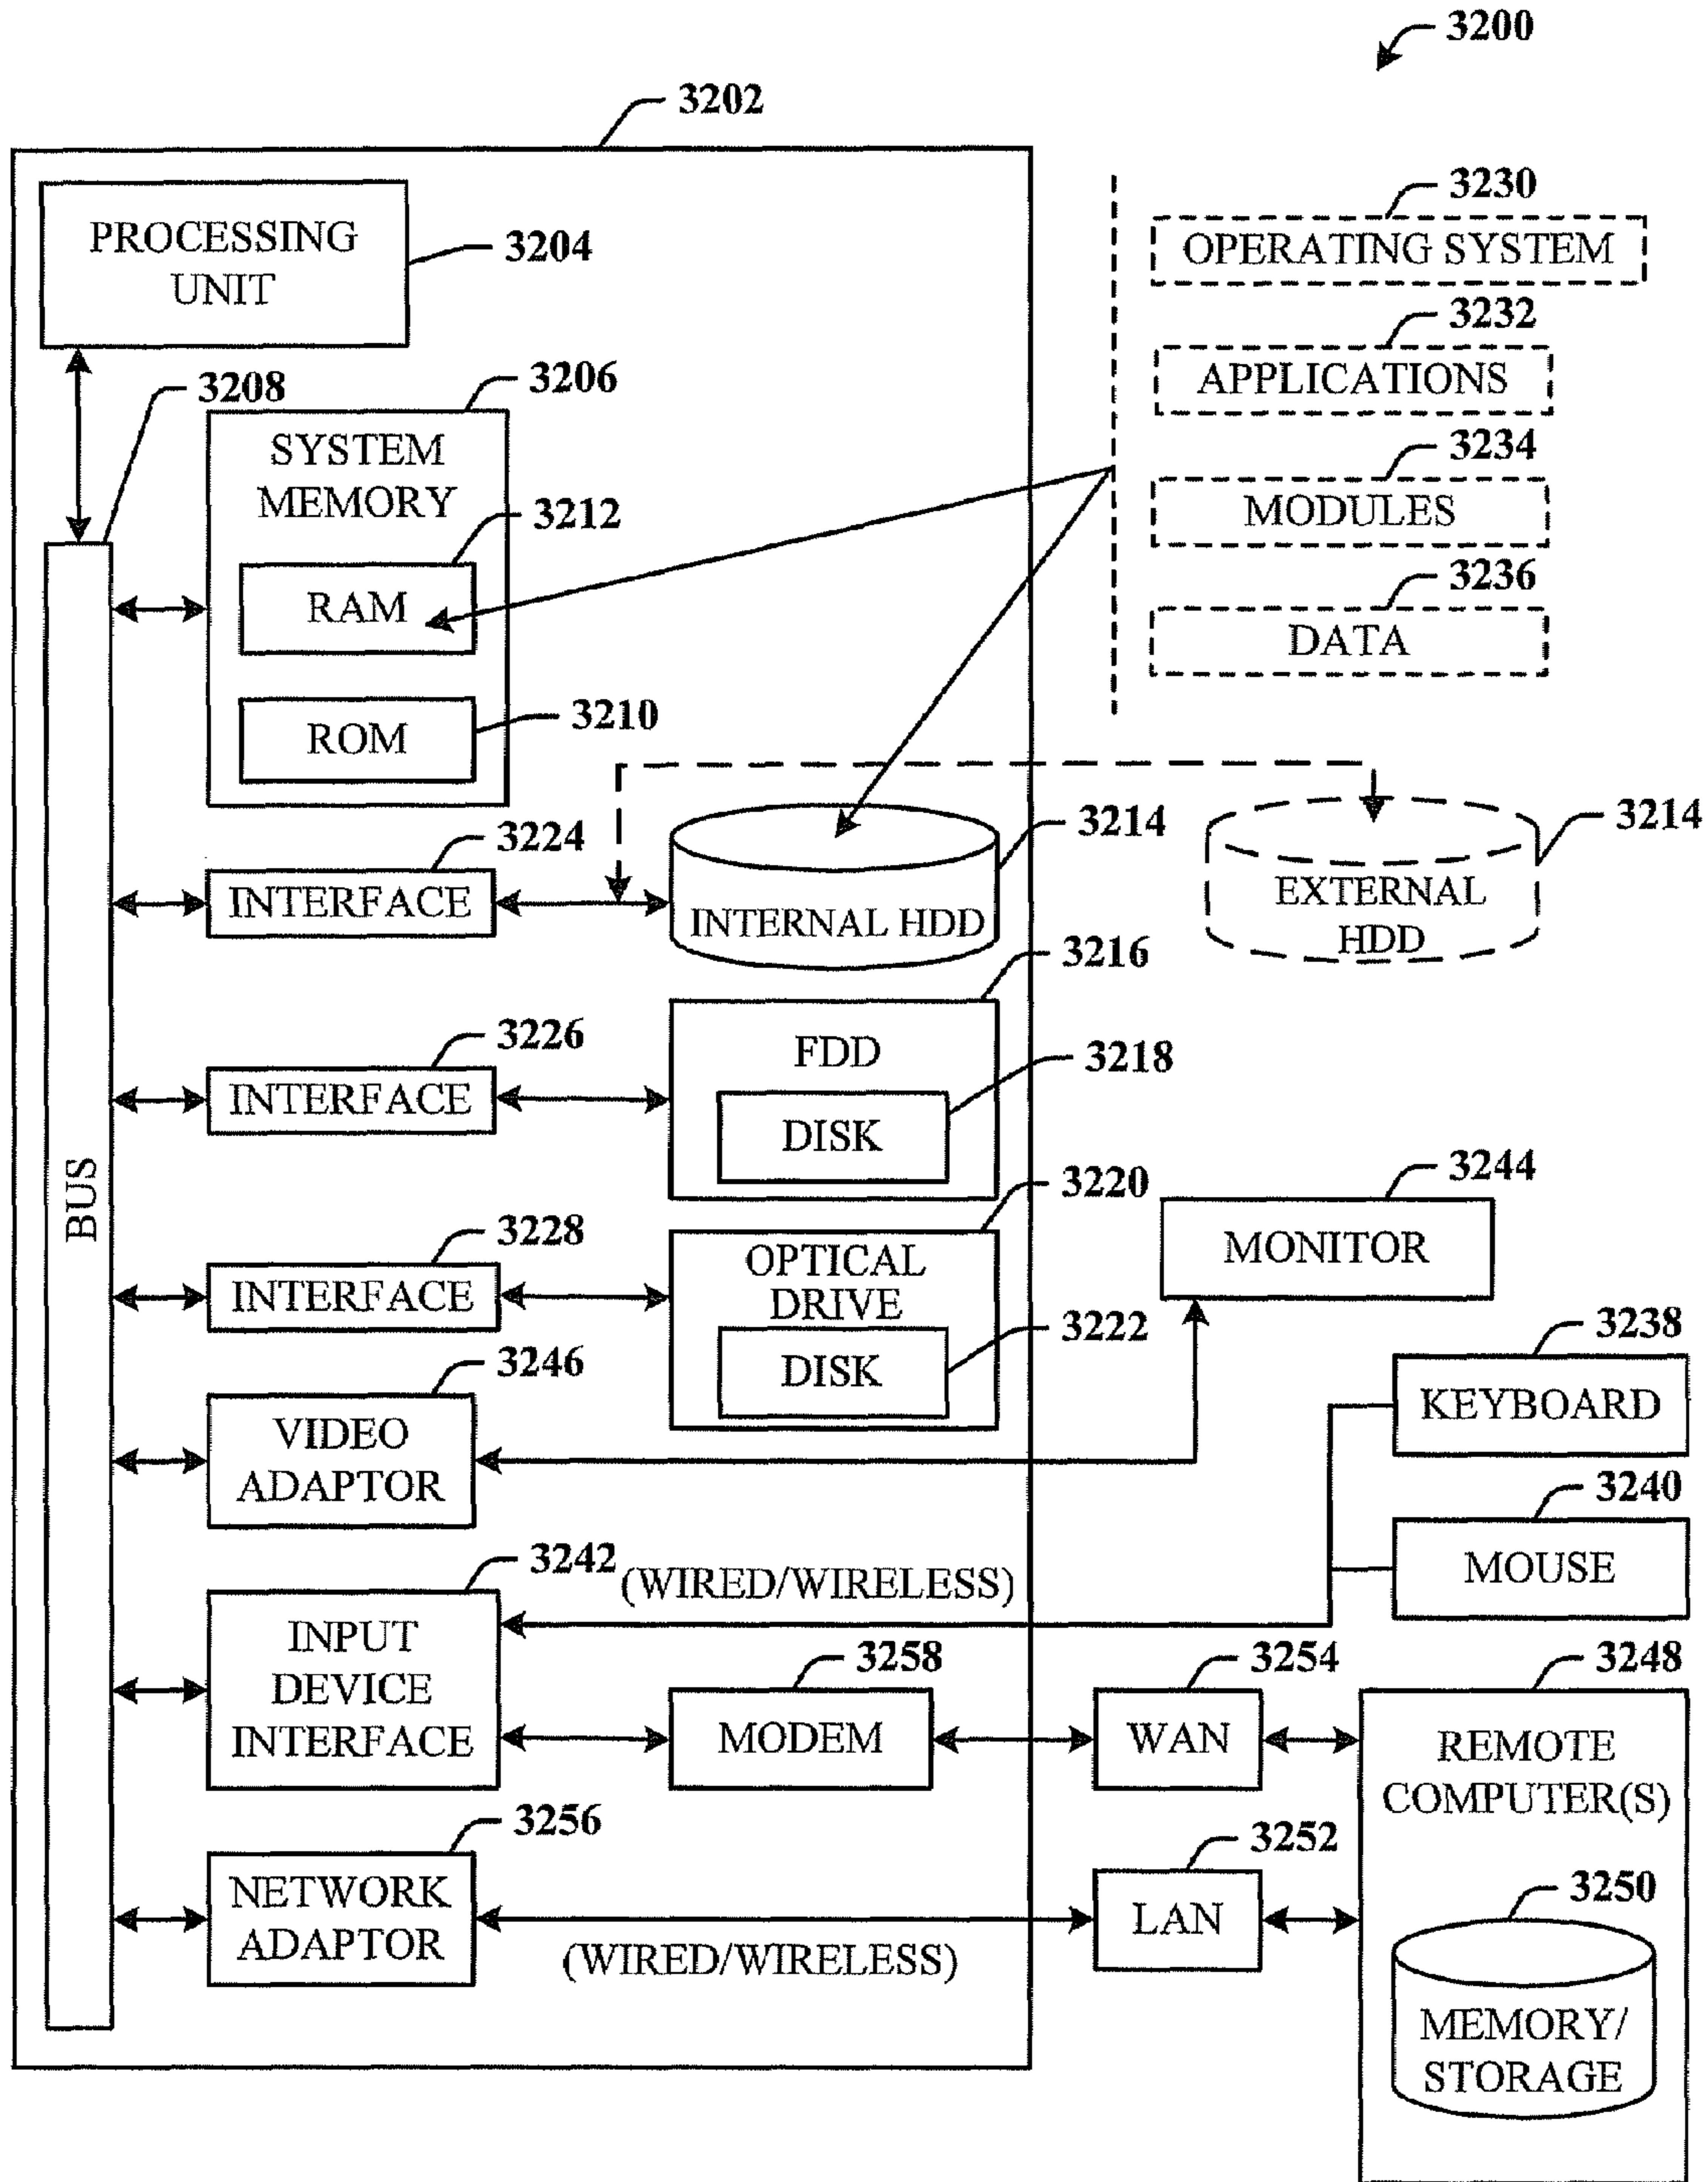 3200
3202
PROCESSING
UNIT
3204
3230
OPERATING SYSTEM
3232
APPLICATIONS
3234
MODULES
3236
DATA
3208
3206
SYSTEM
MEMORY
3212
RAM
3210
ROM
3224
INTERFACE
3214
INTERNAL HDD
3214
EXTERNAL
HDD
3216
FDD
3218
DISK
3226
INTERFACE
BUS
3220
OPTICAL
DRIVE
3222
DISK
3228
INTERFACE
3244
MONITOR
3246
VIDEO
ADAPTOR
3238
KEYBOARD
3240
MOUSE
3242
(WIRED/WIRELESS)
INPUT
DEVICE
INTERFACE
3258
MODEM
3254
WAN
3248
REMOTE
COMPUTER(S)
3256
NETWORK
ADAPTOR
(WIRED/WIRELESS)
3252
LAN
3250
MEMORY/
STORAGE